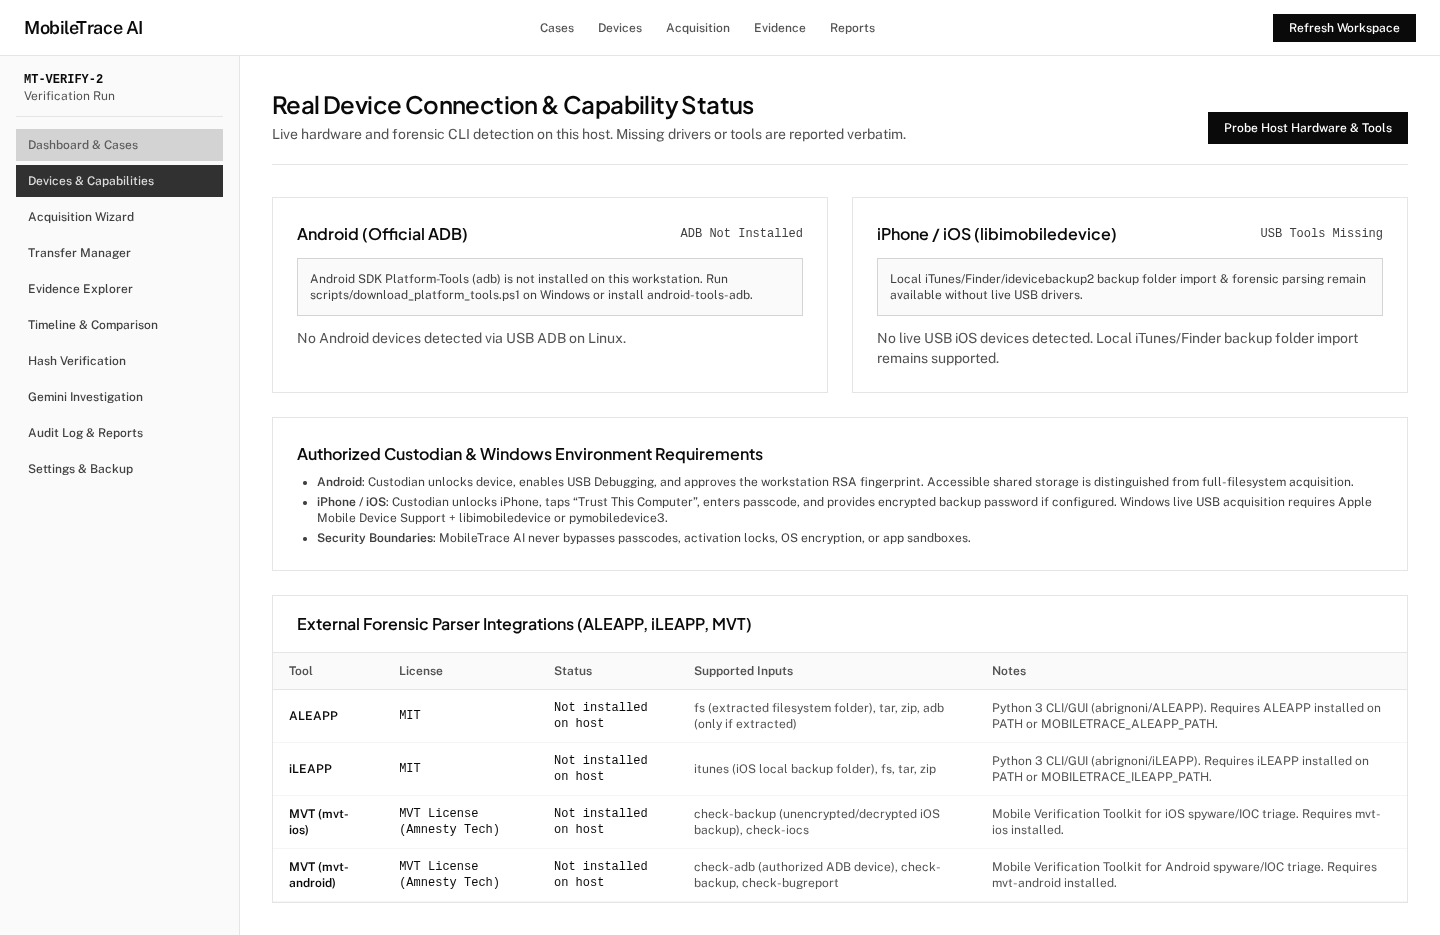 MobileTrace AI
Cases
Devices
Acquisition
Evidence
Reports
Refresh Workspace
MT-VERIFY-2
Verification Run
Dashboard & Cases
Devices & Capabilities
Acquisition Wizard
Transfer Manager
Evidence Explorer
Timeline & Comparison
Hash Verification
Gemini Investigation
Audit Log & Reports
Settings & Backup
Real Device Connection & Capability Status
Live hardware and forensic CLI detection on this host. Missing drivers or tools are reported verbatim.
Probe Host Hardware & Tools
Android (Official ADB)
ADB Not Installed
Android SDK Platform-Tools (adb) is not installed on this workstation. Run
scripts/download_platform_tools.ps1 on Windows or install android-tools-adb.
No Android devices detected via USB ADB on Linux.
iPhone / iOS (libimobiledevice)
USB Tools Missing
Local iTunes/Finder/idevicebackup2 backup folder import & forensic parsing remain
available without live USB drivers.
No live USB iOS devices detected. Local iTunes/Finder backup folder import
remains supported.
Authorized Custodian & Windows Environment Requirements
• Android: Custodian unlocks device, enables USB Debugging, and approves the workstation RSA fingerprint. Accessible shared storage is distinguished from full-filesystem acquisition.
• iPhone / iOS: Custodian unlocks iPhone, taps “Trust This Computer”, enters passcode, and provides encrypted backup password if configured. Windows live USB acquisition requires Apple
Mobile Device Support + libimobiledevice or pymobiledevice3.
• Security Boundaries: MobileTrace AI never bypasses passcodes, activation locks, OS encryption, or app sandboxes.
External Forensic Parser Integrations (ALEAPP, iLEAPP, MVT)
Tool
License
Status
Supported Inputs
Notes
ALEAPP
MIT
Not installed
on host
fs (extracted filesystem folder), tar, zip, adb
(only if extracted)
Python 3 CLI/GUI (abrignoni/ALEAPP). Requires ALEAPP installed on
PATH or MOBILETRACE_ALEAPP_PATH.
iLEAPP
MIT
Not installed
on host
itunes (iOS local backup folder), fs, tar, zip
Python 3 CLI/GUI (abrignoni/iLEAPP). Requires iLEAPP installed on
PATH or MOBILETRACE_ILEAPP_PATH.
MVT (mvt-
ios)
MVT License
(Amnesty Tech)
Not installed
on host
check-backup (unencrypted/decrypted iOS
backup), check-iocs
Mobile Verification Toolkit for iOS spyware/IOC triage. Requires mvt-
ios installed.
MVT (mvt-
android)
MVT License
(Amnesty Tech)
Not installed
on host
check-adb (authorized ADB device), check-
backup, check-bugreport
Mobile Verification Toolkit for Android spyware/IOC triage. Requires
mvt-android installed.